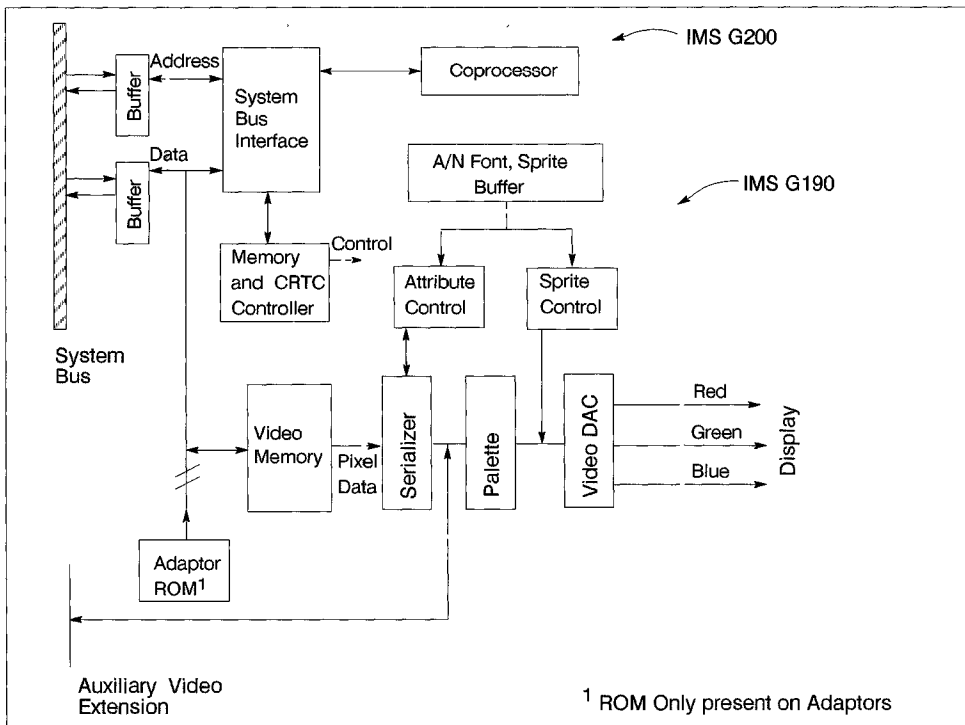 IMS G200
Address
Buffer
System
Bus
Interface
Coprocessor
A/N Font, Sprite
Buffer
Data
Buffer
IMS G190
Memory
and CRTC
Controller
Control
Attribute
Control
Sprite
Control
System
Bus
Video
Memory
Pixel
Data
Serializer
Palette
Video DAC
Red
Green
Blue
Display
Adaptor
ROM1
Auxiliary Video
Extension
1 ROM Only present on Adaptors